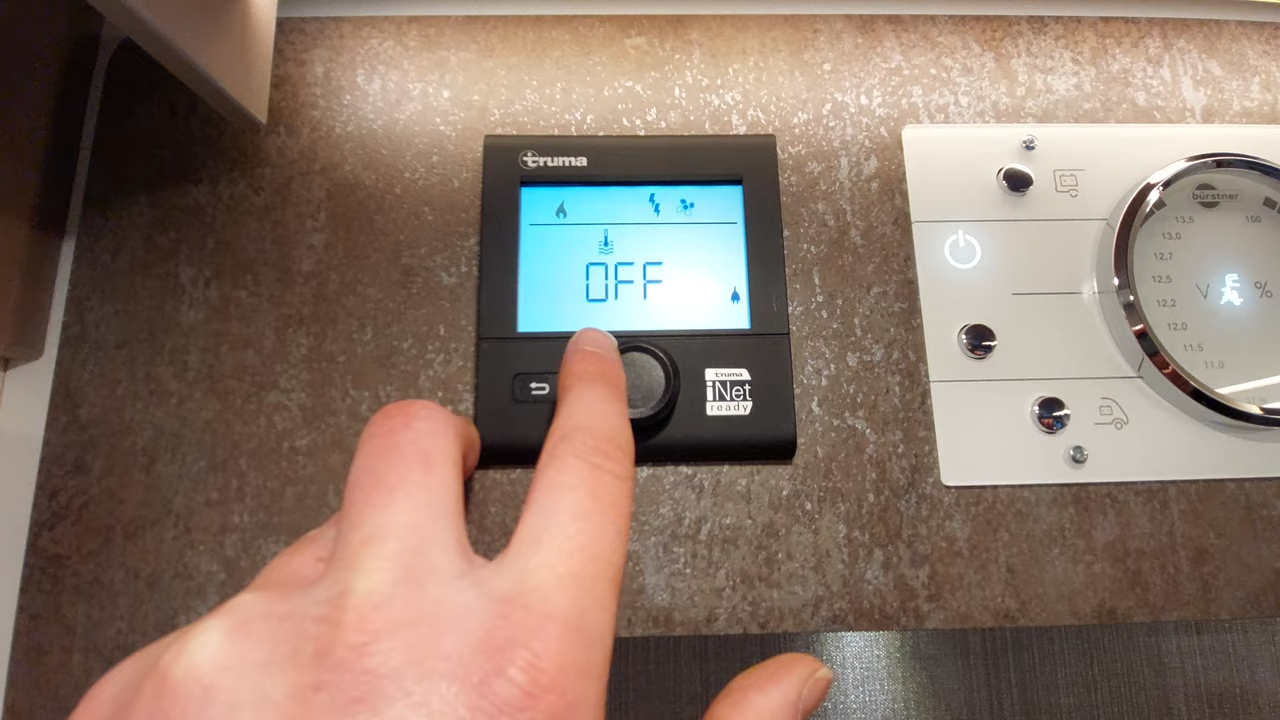 truma
OFF
truma
iNet
ready
bürstner
13,5
100
13,0
12,7
12,5
V
%
12,2
12.0
11.5
11.0